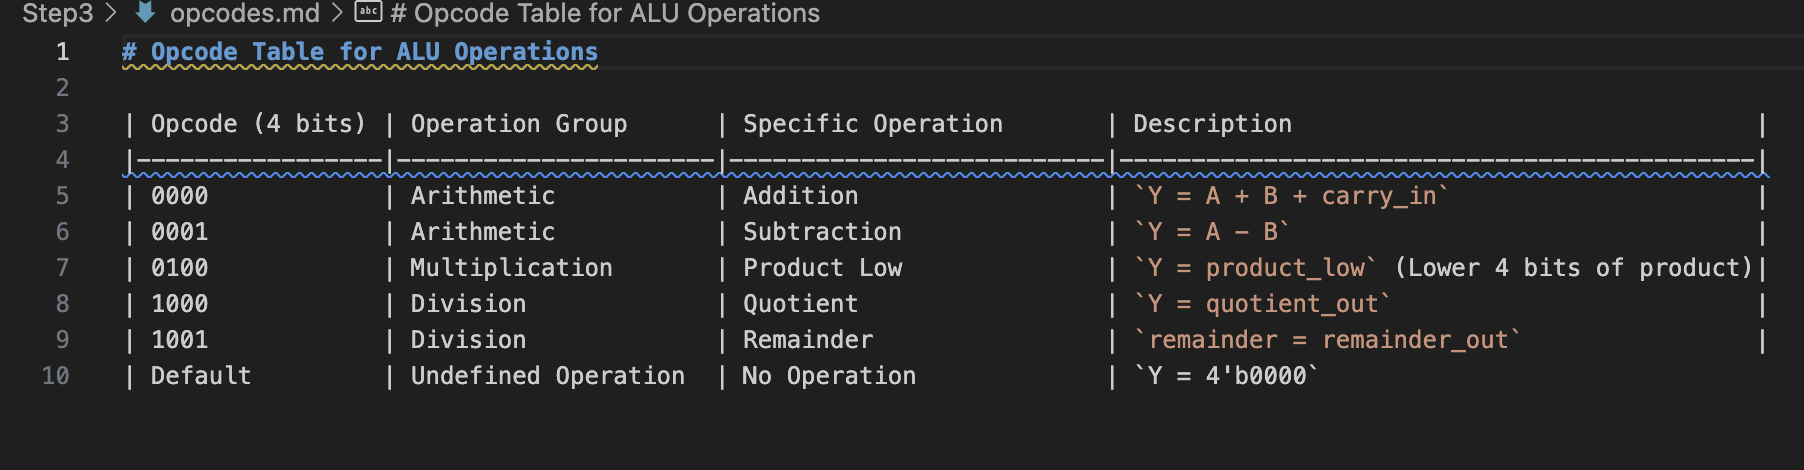 Step3 > opcodes.md > # Opcode Table for ALU Operations
1 # Opcode Table for ALU Operations
2
3 | Opcode (4 bits) | Operation Group | Specific Operation | Description |
4 |-----------------|----------------------|--------------------------|--------------------------------------------|
5 | 0000 | Arithmetic | Addition | `Y = A + B + carry_in` |
6 | 0001 | Arithmetic | Subtraction | `Y = A - B` |
7 | 0100 | Multiplication | Product Low | `Y = product_low` (Lower 4 bits of product)|
8 | 1000 | Division | Quotient | `Y = quotient_out` |
9 | 1001 | Division | Remainder | `remainder = remainder_out` |
10 | Default | Undefined Operation | No Operation | `Y = 4'b0000`